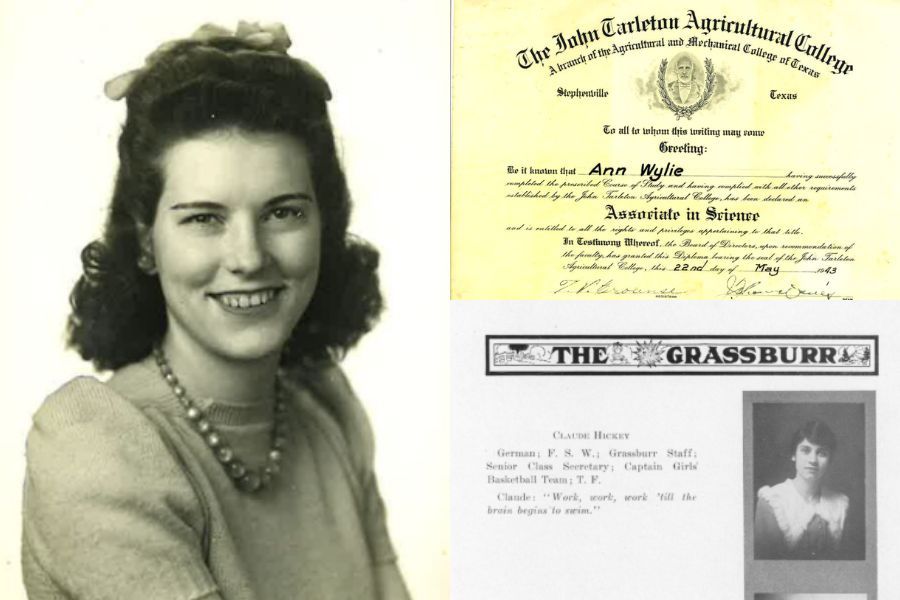 The John Tarleton Agricultural College
A branch of the Agricultural and Mechanical College of Texas
Stephenville Texas
To all to whom this writing may come
Greeting:
Be it known that Ann Wylie having successfully
completed the prescribed Course of Study and having complied with all other requirements
established by the John Tarleton Agricultural College, has been declared an
Associate in Science
and is entitled to all the rights and privileges appertaining to that title.
In Testimony Whereof, the Board of Directors, upon recommendation of
the faculty, has granted this Diploma bearing the seal of the John Tarleton
Agricultural College, this 22nd day of May 1943
REGISTRAR
THE GRASSBURR
CLAUDE HICKEY
German; F. S. W.; Grassburr Staff;
Senior Class Secretary; Captain Girls'
Basketball Team; T. F.
Claude: "Work, work, work 'till the
brain begins to swim."